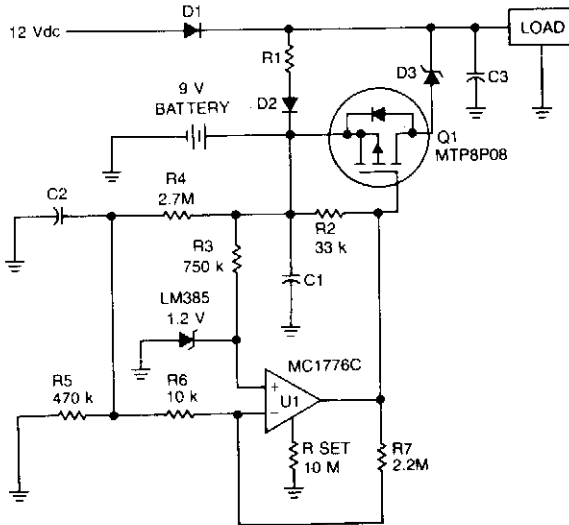 D1
12 Vdc
LOAD
R1
D3
C3
9 V
BATTERY
D2
Q1
MTP8P08
C2
R4
2.7M
R2
33 k
R3
750 k
C1
LM385
1.2 V
MC1776C
R5
470 k
R6
10 k
+
U1
−
R SET
10 M
R7
2.2M